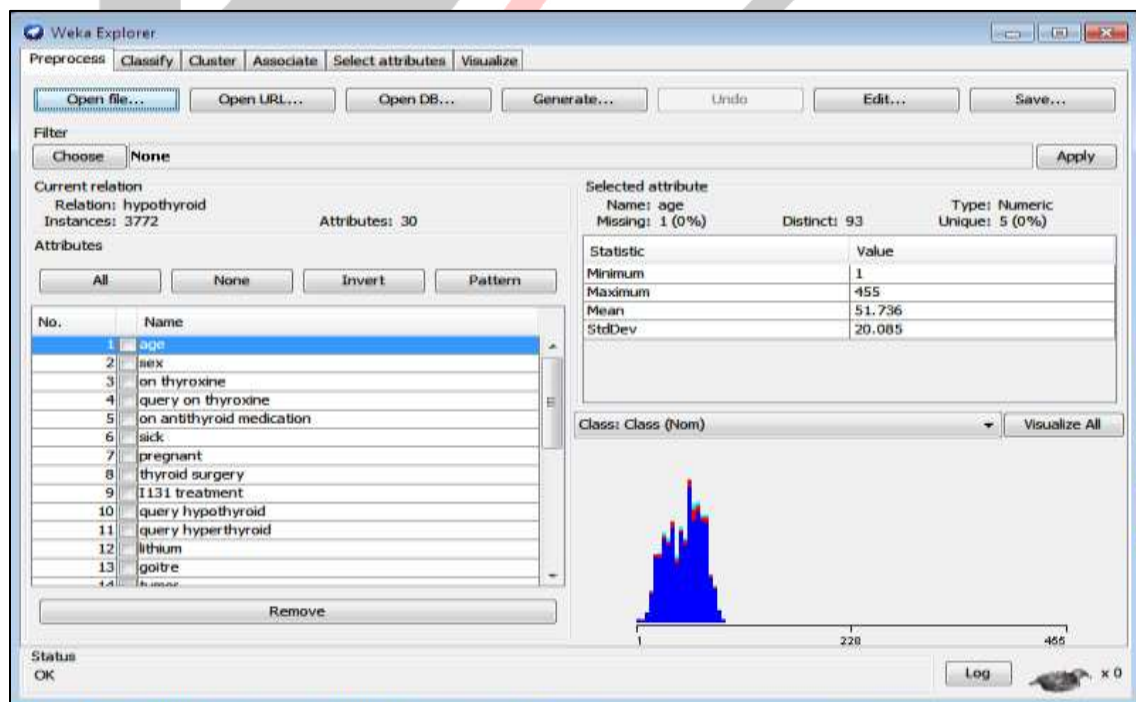 Weka Explorer
Preprocess Classify Cluster Associate Select attributes Visualize
Open file... Open URL... Open DB... Generate... Undo Edit... Save...
Filter
Choose None Apply
Current relation
Relation: hypothyroid
Instances: 3772 Attributes: 30
Attributes
All None Invert Pattern
No. Name
1 age
2 sex
3 on thyroxine
4 query on thyroxine
5 on antithyroid medication
6 sick
7 pregnant
8 thyroid surgery
9 I131 treatment
10 query hypothyroid
11 query hyperthyroid
12 lithium
13 goitre
14 tumor
Remove
Selected attribute
Name: age Type: Numeric
Missing: 1 (0%) Distinct: 93 Unique: 5 (0%)
Statistic Value
Minimum 1
Maximum 455
Mean 51.736
StdDev 20.085
Class: Class (Nom) Visualize All
1 228 455
Status
OK
Log x 0